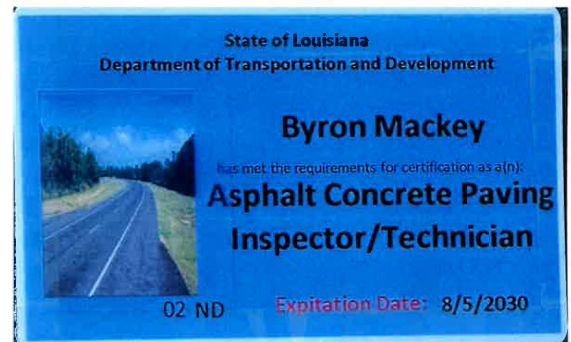 State of Louisiana
Department of Transportation and Development
Byron Mackey
has met the requirements for certification as a(n):
Asphalt Concrete Paving
Inspector/Technician
02 ND Expitation Date: 8/5/2030